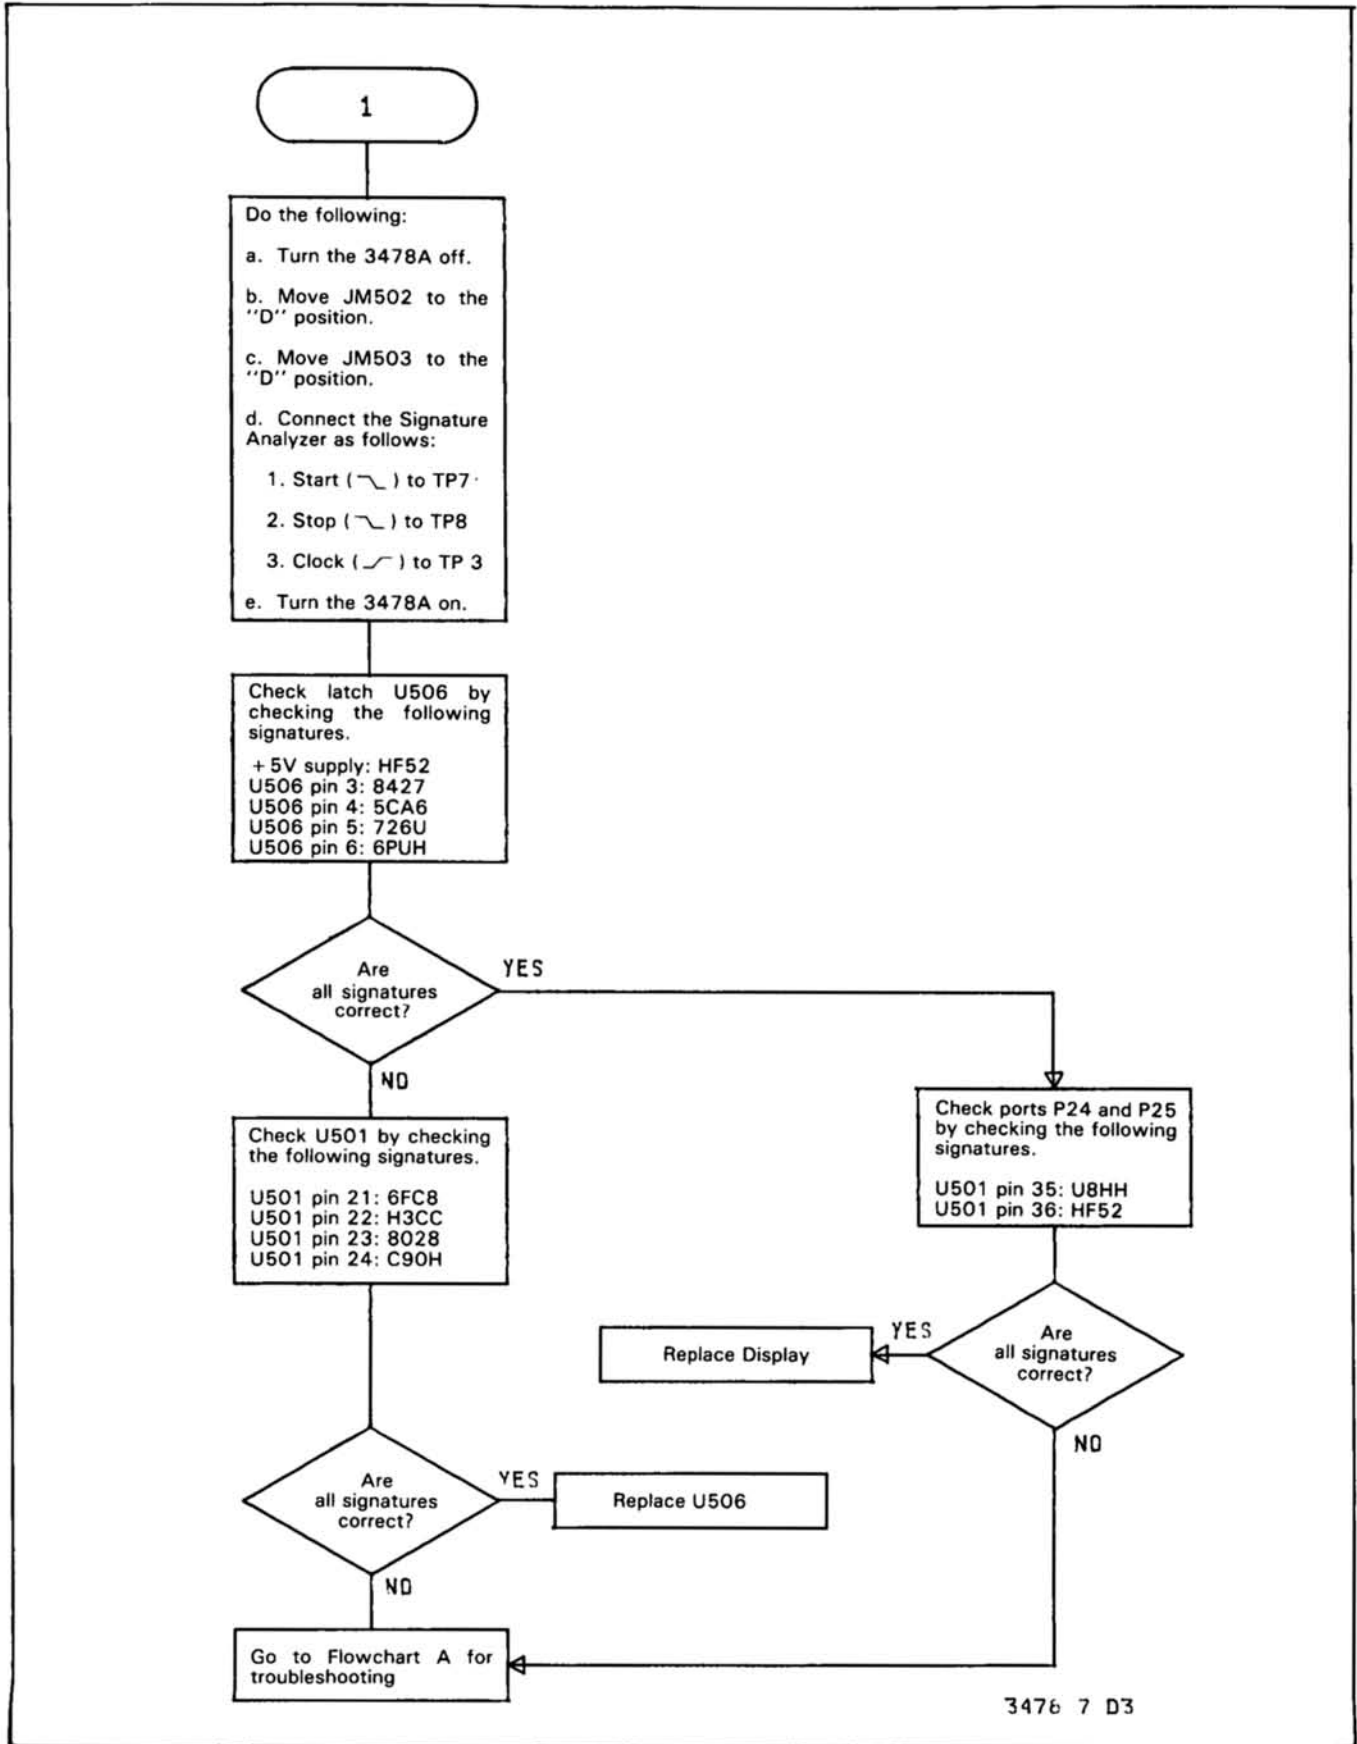 1
Do the following:
a. Turn the 3478A off.
b. Move JM502 to the
"D" position.
c. Move JM503 to the
"D" position.
d. Connect the Signature
Analyzer as follows:
1. Start ( ) to TP7
2. Stop ( ) to TP8
3. Clock ( ) to TP 3
e. Turn the 3478A on.
Check latch U506 by
checking the following
signatures.
+ 5V supply: HF52
U506 pin 3: 8427
U506 pin 4: 5CA6
U506 pin 5: 726U
U506 pin 6: 6PUH
Are
all signatures
correct?
YES
NO
Check U501 by checking
the following signatures.
U501 pin 21: 6FC8
U501 pin 22: H3CC
U501 pin 23: 8028
U501 pin 24: C90H
Check ports P24 and P25
by checking the following
signatures.
U501 pin 35: U8HH
U501 pin 36: HF52
Are
all signatures
correct?
YES
Replace Display
NO
Are
all signatures
correct?
YES
Replace U506
NO
Go to Flowchart A for
troubleshooting
3478 7 D3